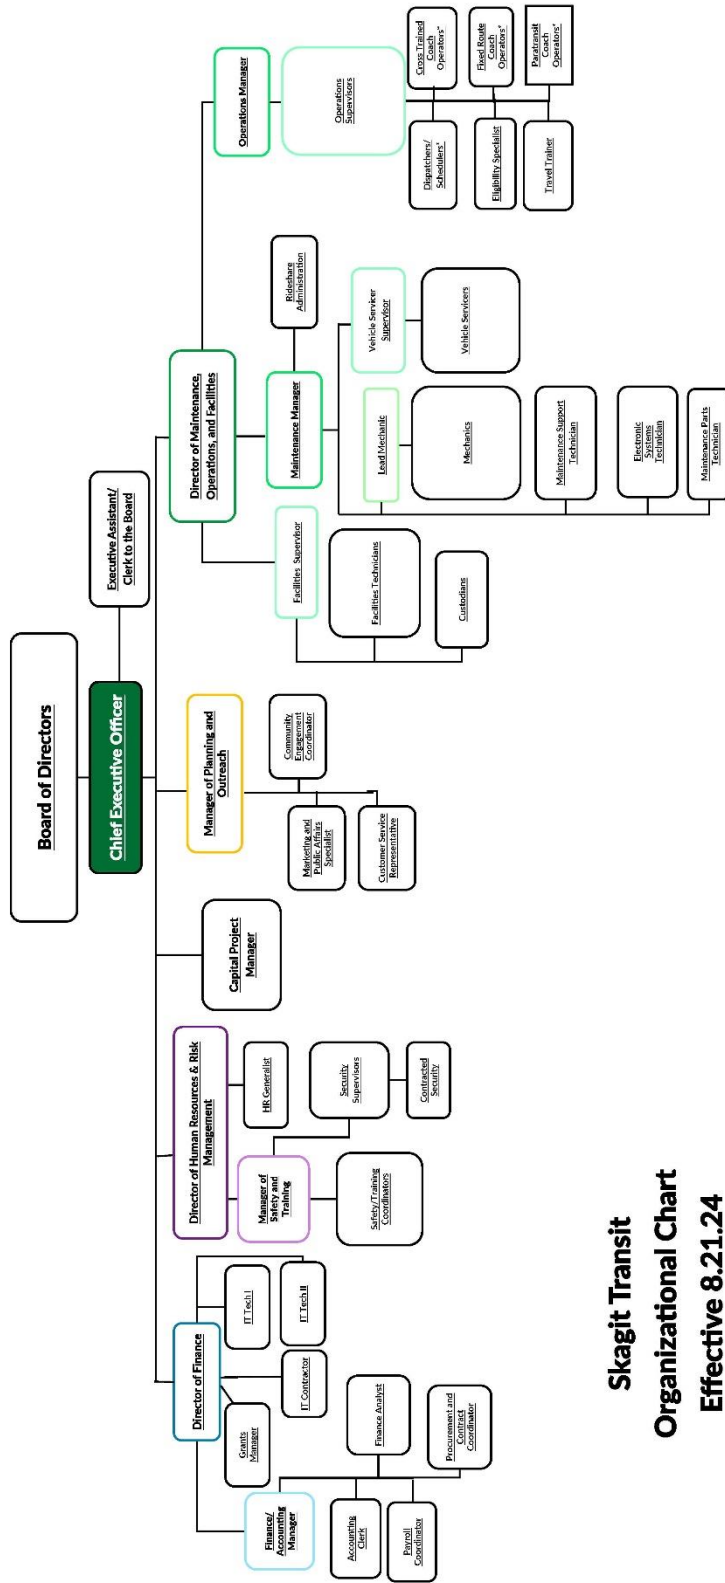 Board of Directors
Chief Executive Officer
Executive Assistant/
Clerk to the Board
Director of Finance
Finance/
Accounting
Manager
Grants
Manager
IT Contractor
IT Tech I
IT Tech II
Accounting
Clerk
Payroll
Coordinator
Finance Analyst
Procurement and
Contract
Coordinator
Director of Human Resources & Risk
Management
Manager of
Safety and
Training
HR Generalist
Safety/Training
Coordinators
Security
Supervisors
Contracted
Security
Capital Project
Manager
Manager of Planning and
Outreach
Marketing and
Public Affairs
Specialist
Community
Engagement
Coordinator
Customer Service
Representative
Director of Maintenance,
Operations, and Facilities
Facilities Supervisor
Facilities Technicians
Custodians
Maintenance Manager
Rideshare
Administration
Lead Mechanic
Mechanics
Vehicle Servicer
Supervisor
Vehicle Servicers
Maintenance Support
Technician
Electronic
Systems
Technician
Maintenance Parts
Technician
Operations Manager
Operations
Supervisors
Dispatchers/
Schedulers*
Cross Trained
Coach
Operators*
Eligibility Specialist
Fixed Route
Coach
Operators*
Travel Trainer
Paratransit
Coach
Operators*
Skagit Transit
Organizational Chart
Effective 8.21.24